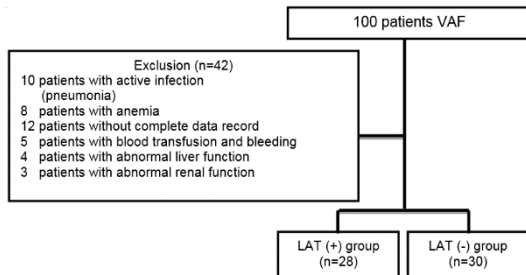 100 patients VAF
Exclusion (n=42)
10 patients with active infection
(pneumonia)
8 patients with anemia
12 patients without complete data record
5 patients with blood transfusion and bleeding
4 patients with abnormal liver function
3 patients with abnormal renal function
LAT (+) group
(n=28)
LAT (-) group
(n=30)